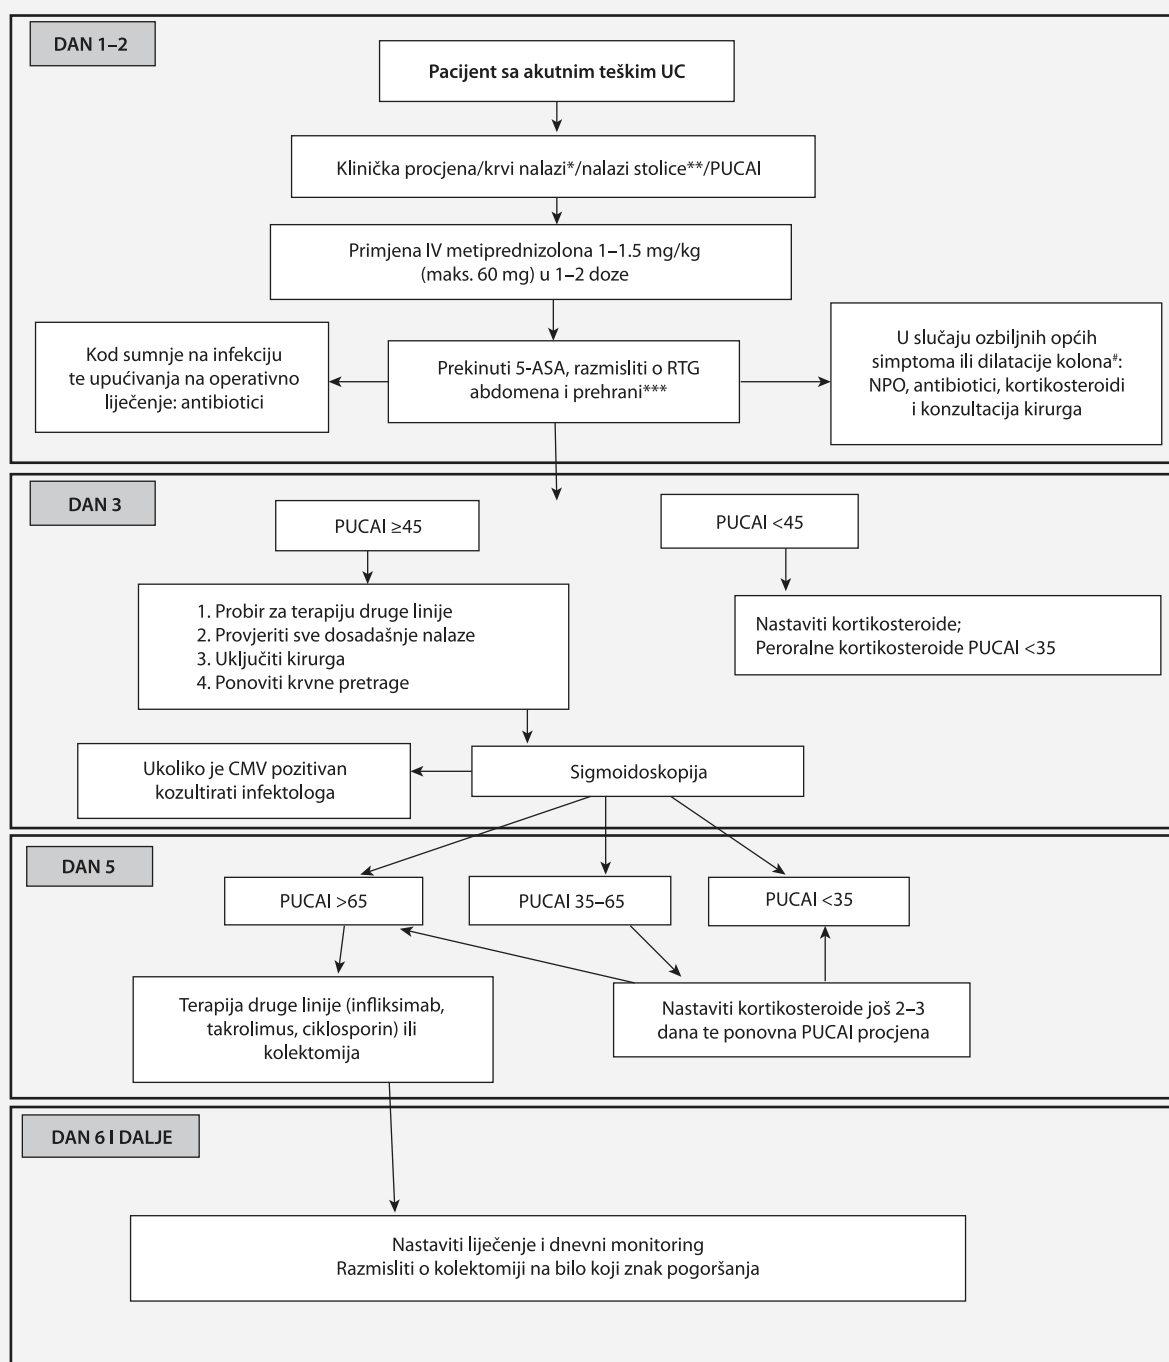 DAN 1–2
Pacijent sa akutnim teškim UC
Klinička procjena/krvi nalazi*/nalazi stolice**/PUCAI
Primjena IV metiprednizolona 1–1.5 mg/kg
(maks. 60 mg) u 1–2 doze
Kod sumnje na infekciju
te upućivanja na operativno
liječenje: antibiotici
Prekinuti 5-ASA, razmisliti o RTG
abdomena i prehrani***
U slučaju ozbiljnih općih
simptoma ili dilatacije kolona#:
NPO, antibiotici, kortikosteroidi
i konzultacija kirurga
DAN 3
PUCAI ≥45
PUCAI <45
1. Probir za terapiju druge linije
2. Provjeriti sve dosadašnje nalaze
3. Uključiti kirurga
4. Ponoviti krvne pretrage
Nastaviti kortikosteroide;
Peroralne kortikosteroide PUCAI <35
Ukoliko je CMV pozitivan
kozultirati infektologa
Sigmoidoskopija
DAN 5
PUCAI >65
PUCAI 35–65
PUCAI <35
Terapija druge linije (infliksimab,
takrolimus, ciklosporin) ili
kolektomija
Nastaviti kortikosteroide još 2–3
dana te ponovna PUCAI procjena
DAN 6 I DALJE
Nastaviti liječenje i dnevni monitoring
Razmisliti o kolektomiji na bilo koji znak pogoršanja